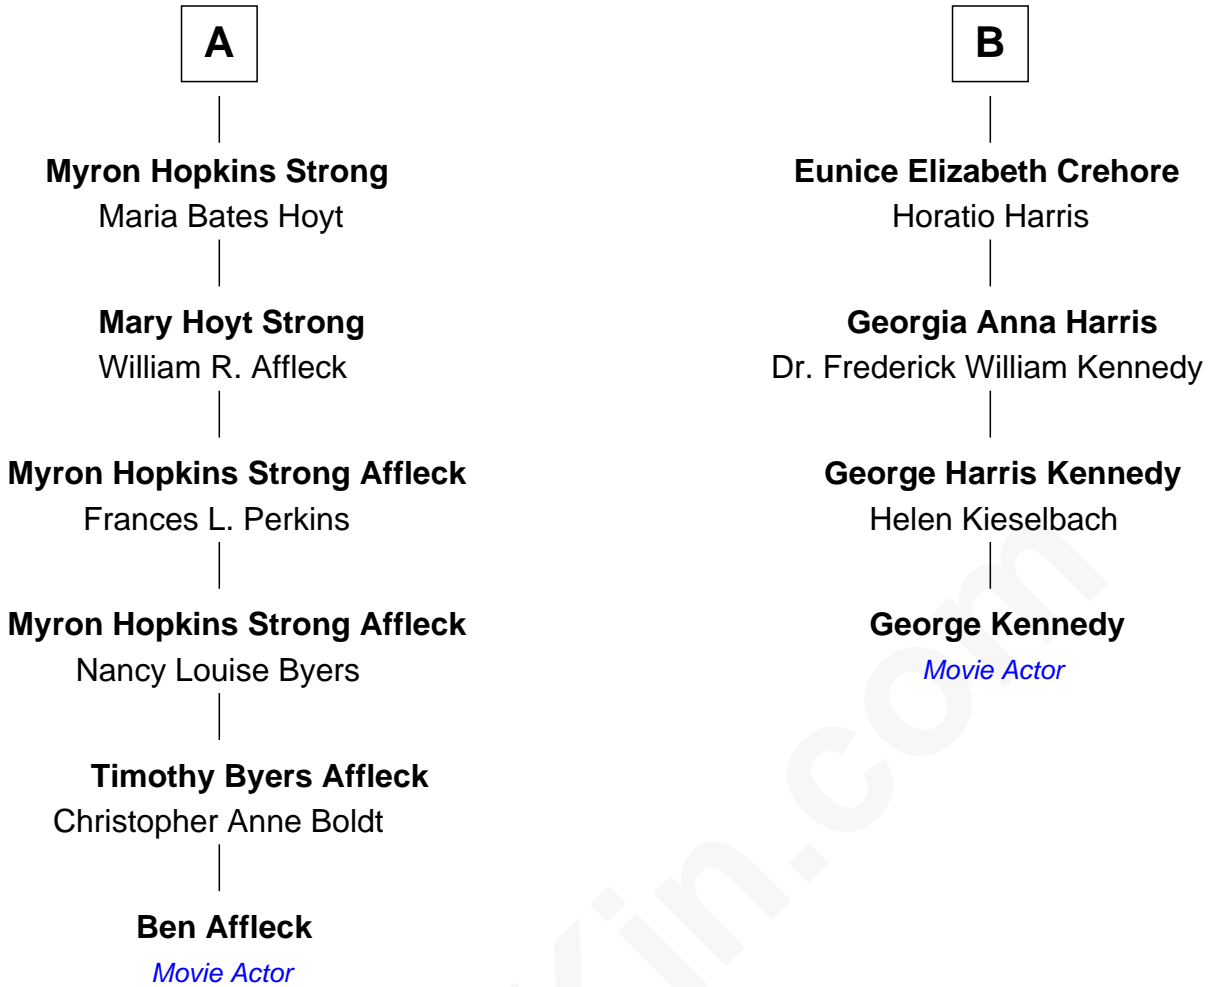 A
Myron Hopkins Strong
Maria Bates Hoyt
Mary Hoyt Strong
William R. Affleck
Myron Hopkins Strong Affleck
Frances L. Perkins
Myron Hopkins Strong Affleck
Nancy Louise Byers
Timothy Byers Affleck
Christopher Anne Boldt
Ben Affleck
Movie Actor
B
Eunice Elizabeth Crehore
Horatio Harris
Georgia Anna Harris
Dr. Frederick William Kennedy
George Harris Kennedy
Helen Kieselbach
George Kennedy
Movie Actor